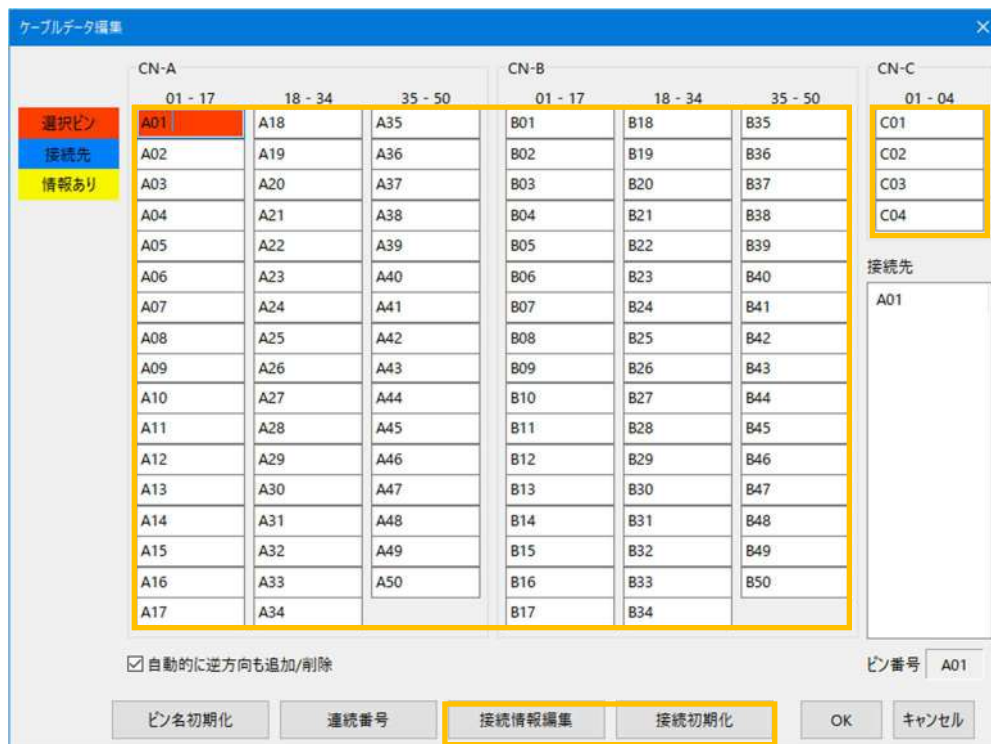 ケーブルデータ編集
CN-A CN-B CN-C
01 - 17 18 - 34 35 - 50 01 - 17 18 - 34 35 - 50 01 - 04
選択ピン A01 A18 A35 B01 B18 B35 C01
接続先 A02 A19 A36 B02 B19 B36 C02
情報あり A03 A20 A37 B03 B20 B37 C03
A04 A21 A38 B04 B21 B38 C04
A05 A22 A39 B05 B22 B39
接続先
A06 A23 A40 B06 B23 B40
A07 A24 A41 B07 B24 B41 A01
A08 A25 A42 B08 B25 B42
A09 A26 A43 B09 B26 B43
A10 A27 A44 B10 B27 B44
A11 A28 A45 B11 B28 B45
A12 A29 A46 B12 B29 B46
A13 A30 A47 B13 B30 B47
A14 A31 A48 B14 B31 B48
A15 A32 A49 B15 B32 B49
A16 A33 A50 B16 B33 B50
A17 A34 B17 B34
自動的に逆方向も追加/削除 ピン番号 A01
ピン名初期化 連続番号 接続情報編集 接続初期化 OK キャンセル